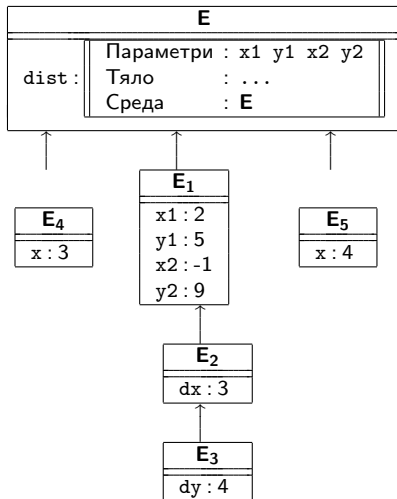 E
dist : Параметри : x1 y1 x2 y2
Тяло : ...
Среда : E
E4
x : 3
E1
x1 : 2
y1 : 5
x2 : -1
y2 : 9
E5
x : 4
E2
dx : 3
E3
dy : 4